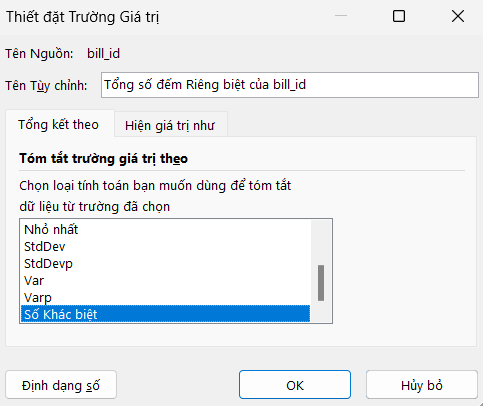 Thiết đặt Trường Giá trị
Tên Nguồn: bill_id
Tên Tùy chỉnh: Tổng số đếm Riêng biệt của bill_id
Tổng kết theo Hiện giá trị như
Tóm tắt trường giá trị theo
Chọn loại tính toán bạn muốn dùng để tóm tắt
dữ liệu từ trường đã chọn
Nhỏ nhất
StdDev
StdDevp
Var
Varp
Số Khác biệt
Định dạng số OK Hủy bỏ